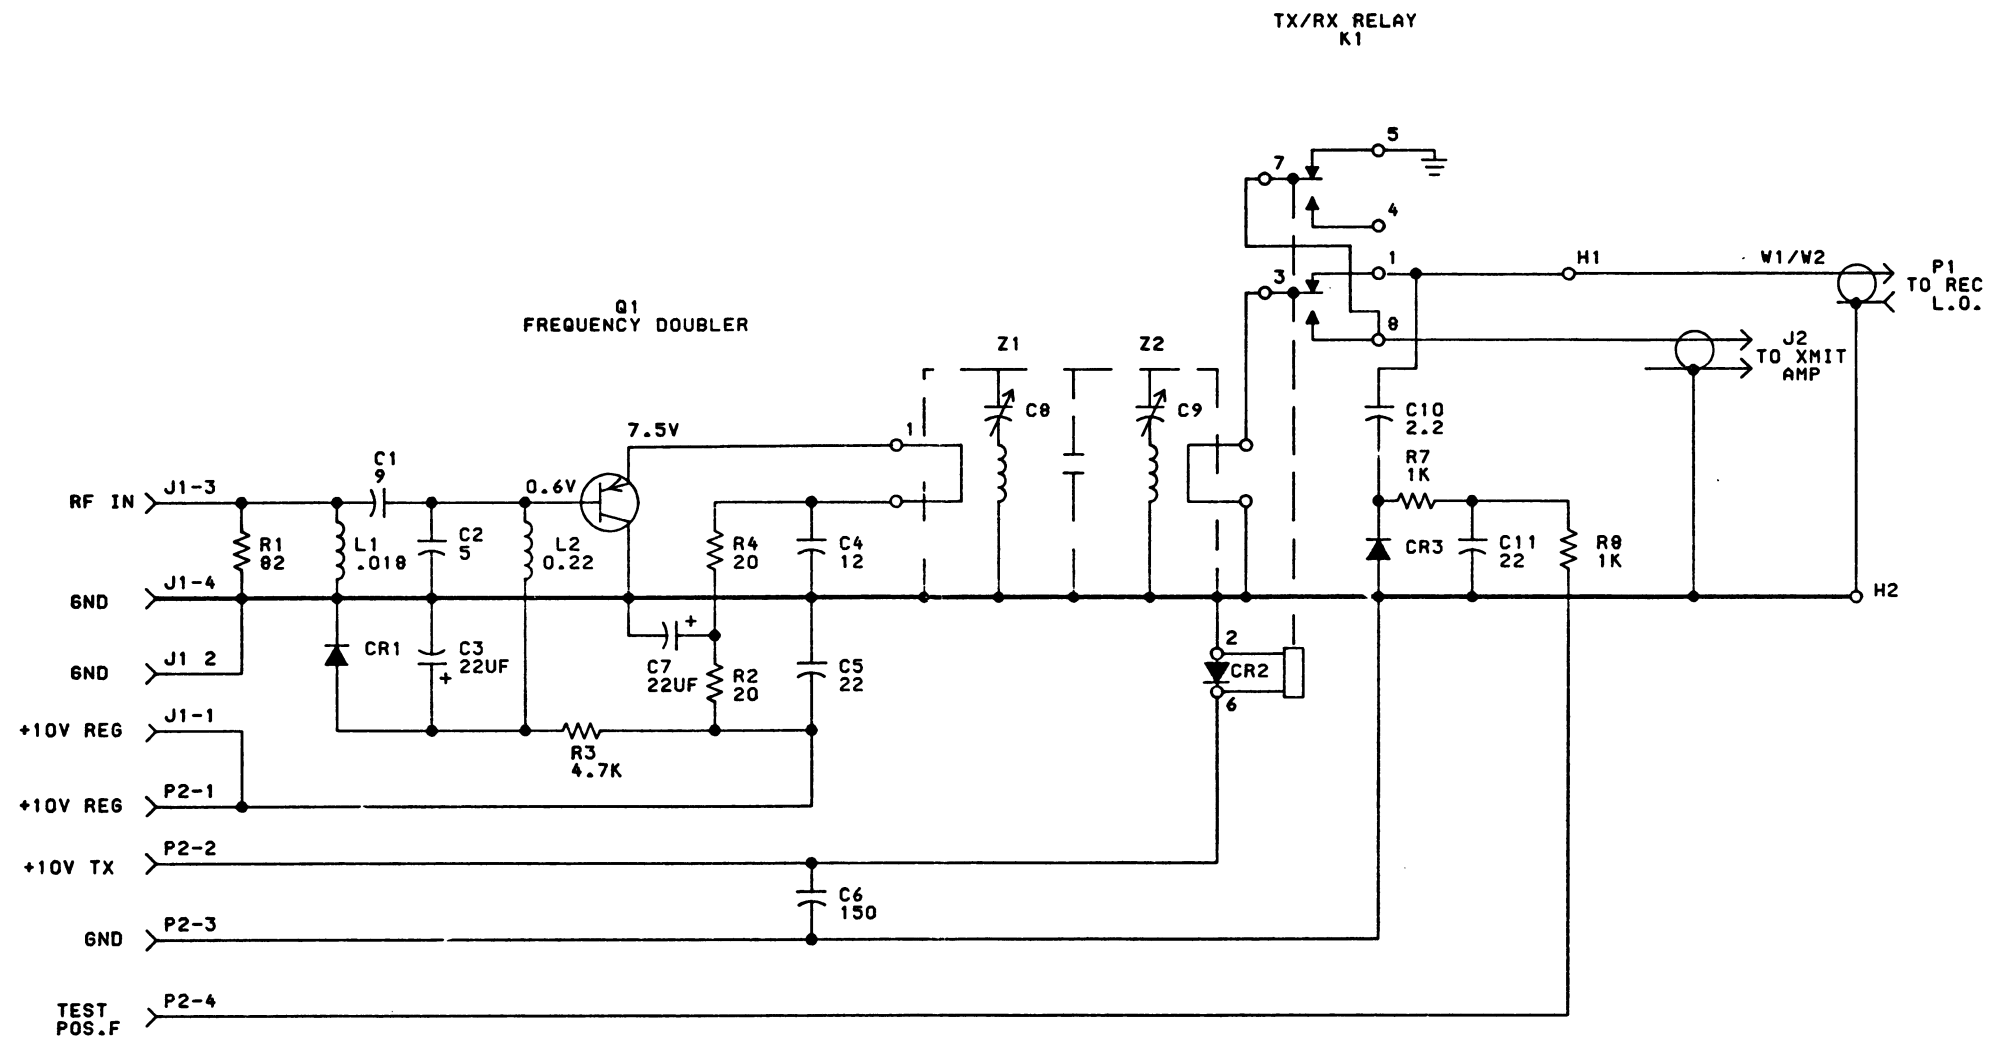 TX/RX RELAY
K1
5
7
4
1
H1
W1/W2
P1
TO REC
L.O.
3
8
J2
TO XMIT
AMP
Q1
FREQUENCY DOUBLER
Z1
Z2
C8
C9
C10
2.2
7.5V
1
R7
1K
C1
9
0.6V
RF IN
J1-3
R1
82
L1
.018
C2
5
L2
0.22
R4
20
C4
12
CR3
C11
22
R8
1K
GND
J1-4
H2
GND
J1 2
CR1
C3
22UF
+
+
C7
22UF
R2
20
C5
22
2
CR2
6
+10V REG
J1-1
R3
4.7K
+10V REG
P2-1
+10V TX
P2-2
C6
150
GND
P2-3
TEST
POS.F
P2-4